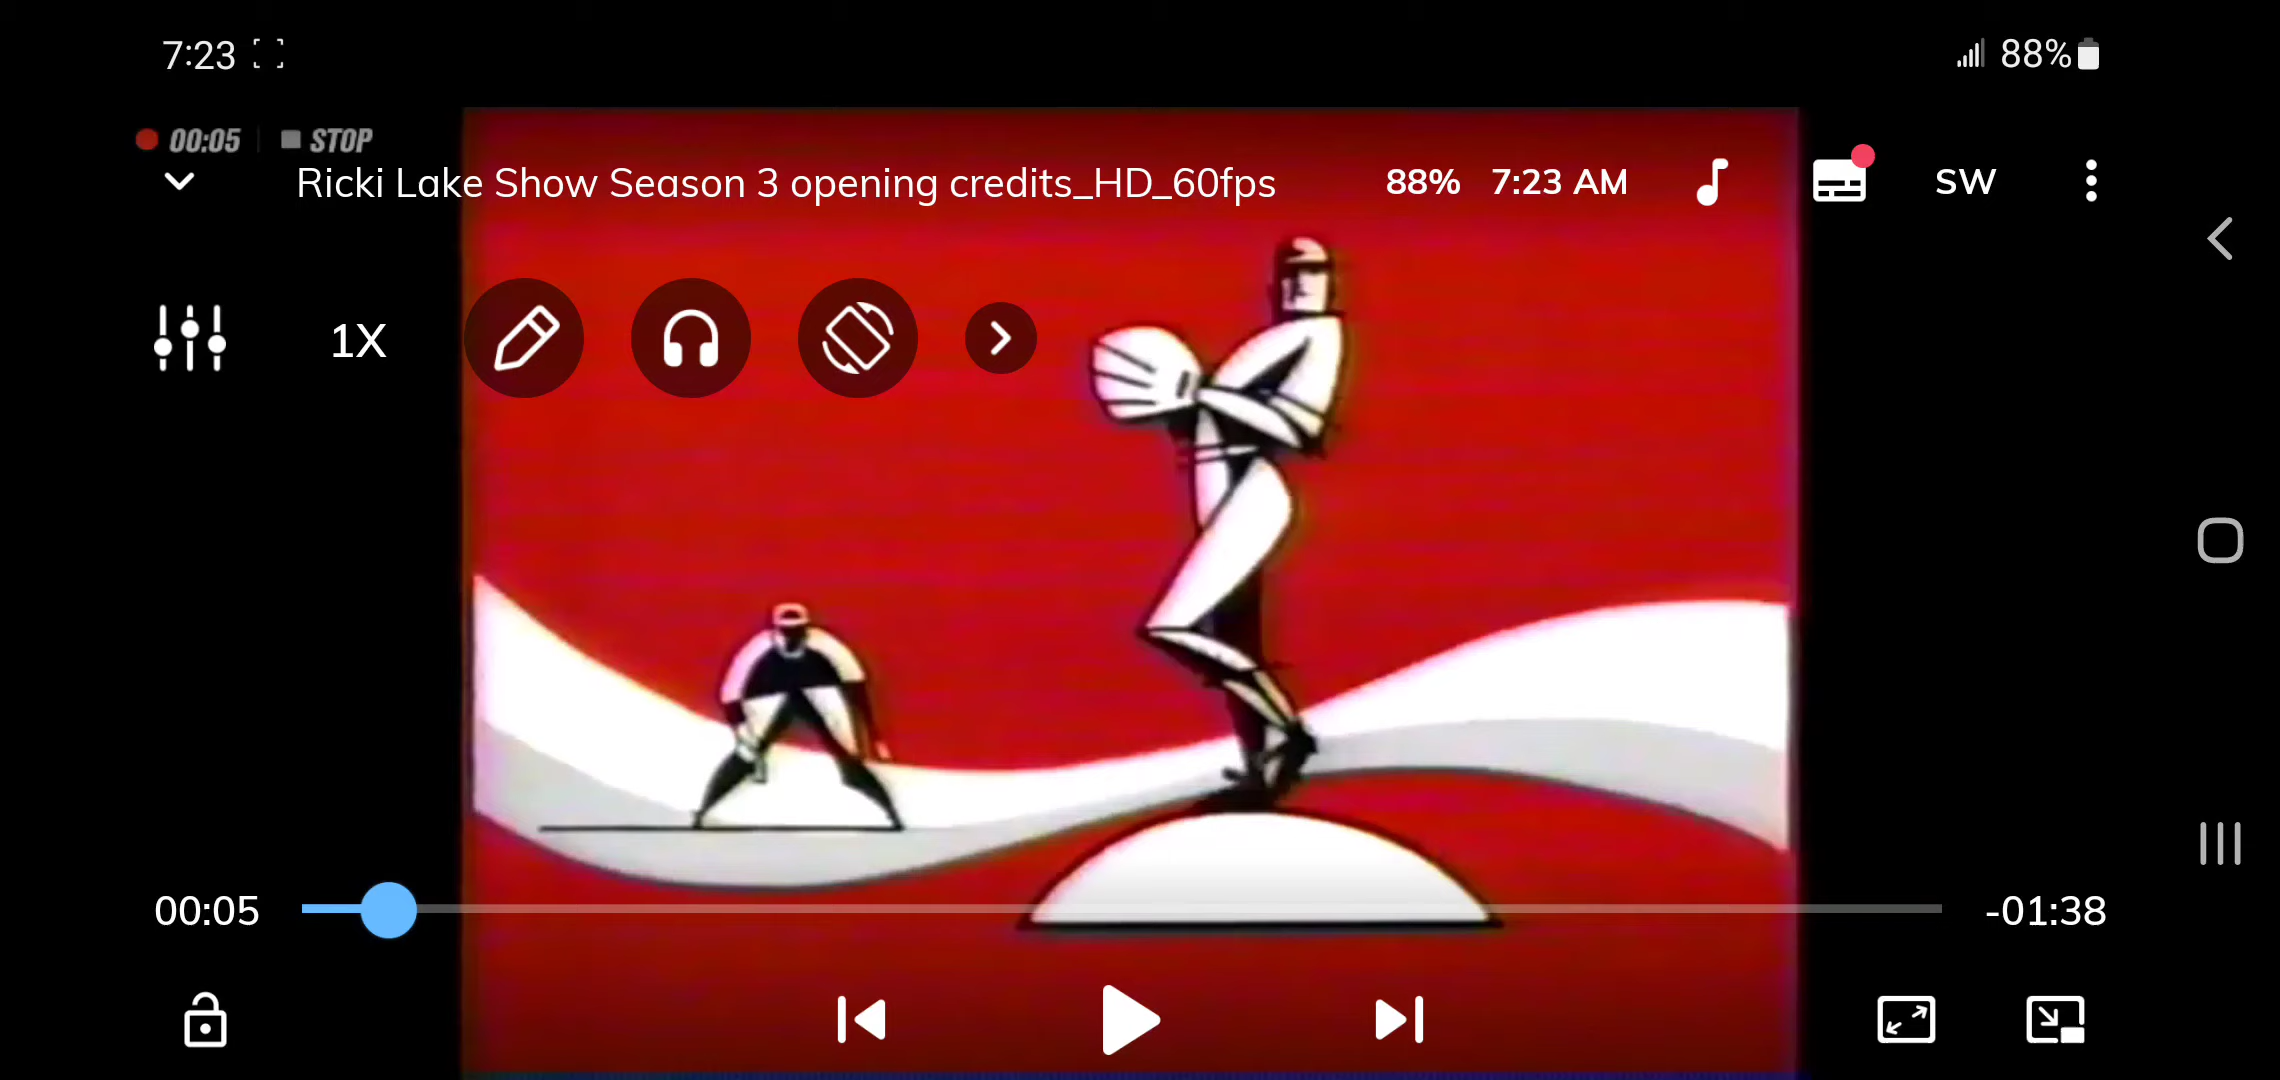 7:23
88%
00:05 STOP
Ricki Lake Show Season 3 opening credits_HD_60fps 88% 7:23 AM SW
1X
00:05 -01:38